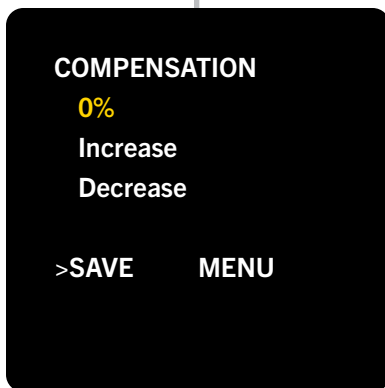 COMPENSATION
0%
Increase
Decrease
>SAVE MENU